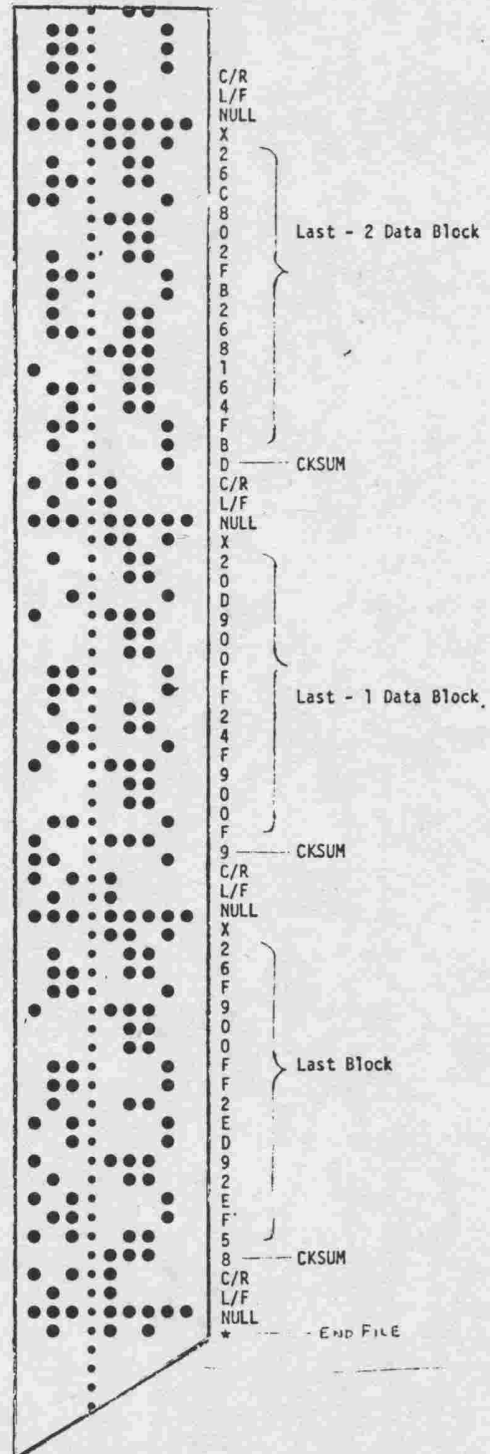 C/R
L/F
NULL
X
2
6
C
8
0
2
F
B
2
6
8
1
6
4
F
B
D CKSUM
Last - 2 Data Block
C/R
L/F
NULL
X
2
0
D
9
0
0
F
F
2
4
F
9
0
0
F
9 CKSUM
Last - 1 Data Block
C/R
L/F
NULL
X
2
6
F
9
0
0
F
F
2
E
D
9
2
E
F
5
8 CKSUM
Last Block
C/R
L/F
NULL
* END FILE